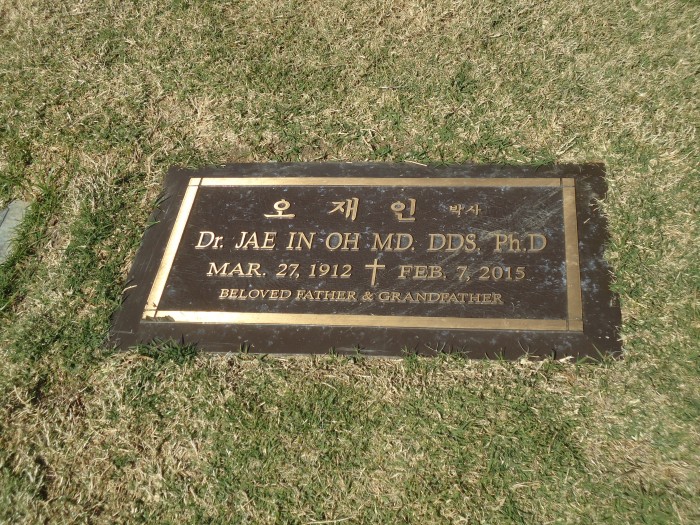 오 재 인 박사
Dr. JAE IN OH MD. DDS. Ph.D
MAR. 27, 1912 FEB. 7, 2015
BELOVED FATHER & GRANDFATHER